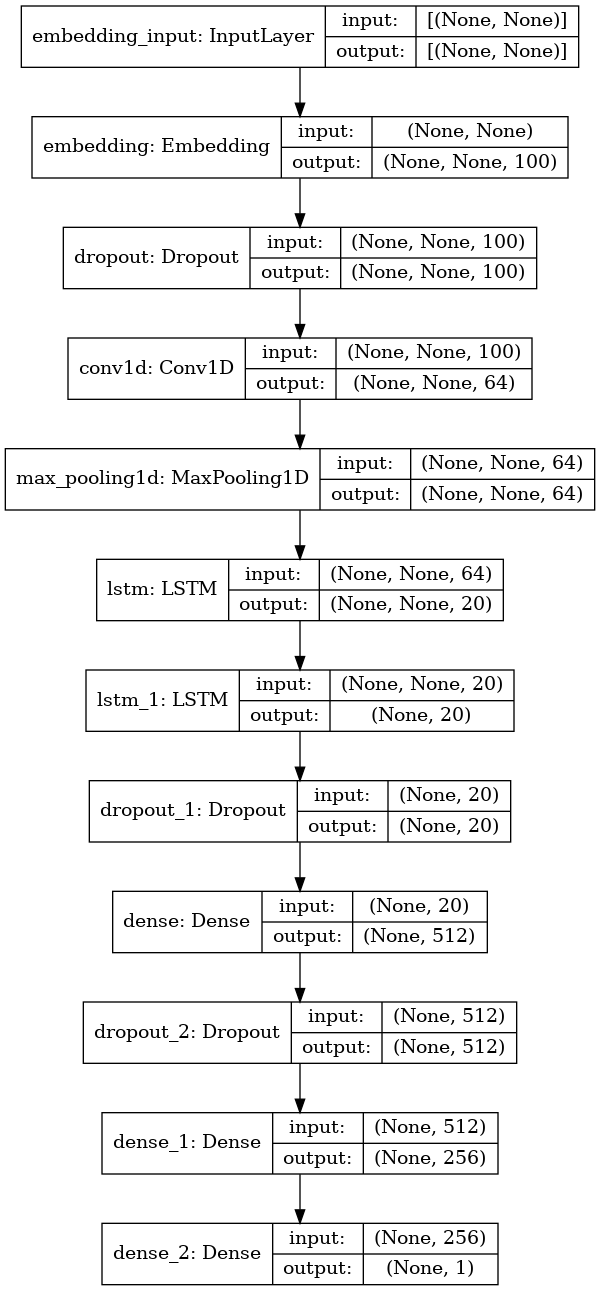 embedding_input: InputLayer input: [(None, None)]
output: [(None, None)]
embedding: Embedding input: (None, None)
output: (None, None, 100)
dropout: Dropout input: (None, None, 100)
output: (None, None, 100)
conv1d: Conv1D input: (None, None, 100)
output: (None, None, 64)
max_pooling1d: MaxPooling1D input: (None, None, 64)
output: (None, None, 64)
lstm: LSTM input: (None, None, 64)
output: (None, None, 20)
lstm_1: LSTM input: (None, None, 20)
output: (None, 20)
dropout_1: Dropout input: (None, 20)
output: (None, 20)
dense: Dense input: (None, 20)
output: (None, 512)
dropout_2: Dropout input: (None, 512)
output: (None, 512)
dense_1: Dense input: (None, 512)
output: (None, 256)
dense_2: Dense input: (None, 256)
output: (None, 1)